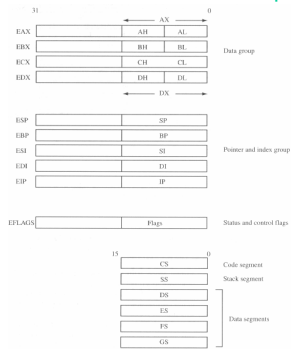 31 0
AX
EAX AH AL
EBX BH BL
Data group
ECX CH CL
EDX DH DL
DX
ESP SP
EBP BP
ESI SI Pointer and index group
EDI DI
EIP IP
EFLAGS Flags Status and control flags
15 0
CS Code segment
SS Stack segment
DS
ES
Data segments
FS
GS